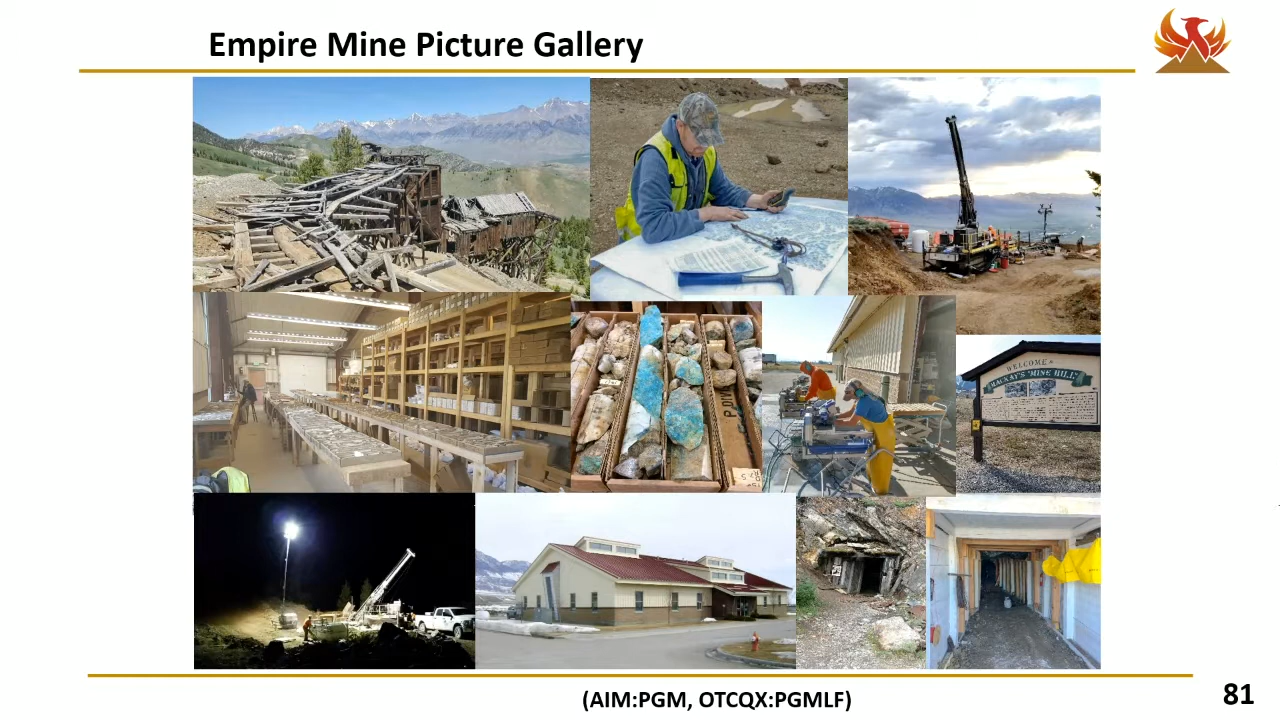 Empire Mine Picture Gallery
WELCOME
MACKAY'S "MINE HILL"
(AIM:PGM, OTCQX:PGMLF)
81